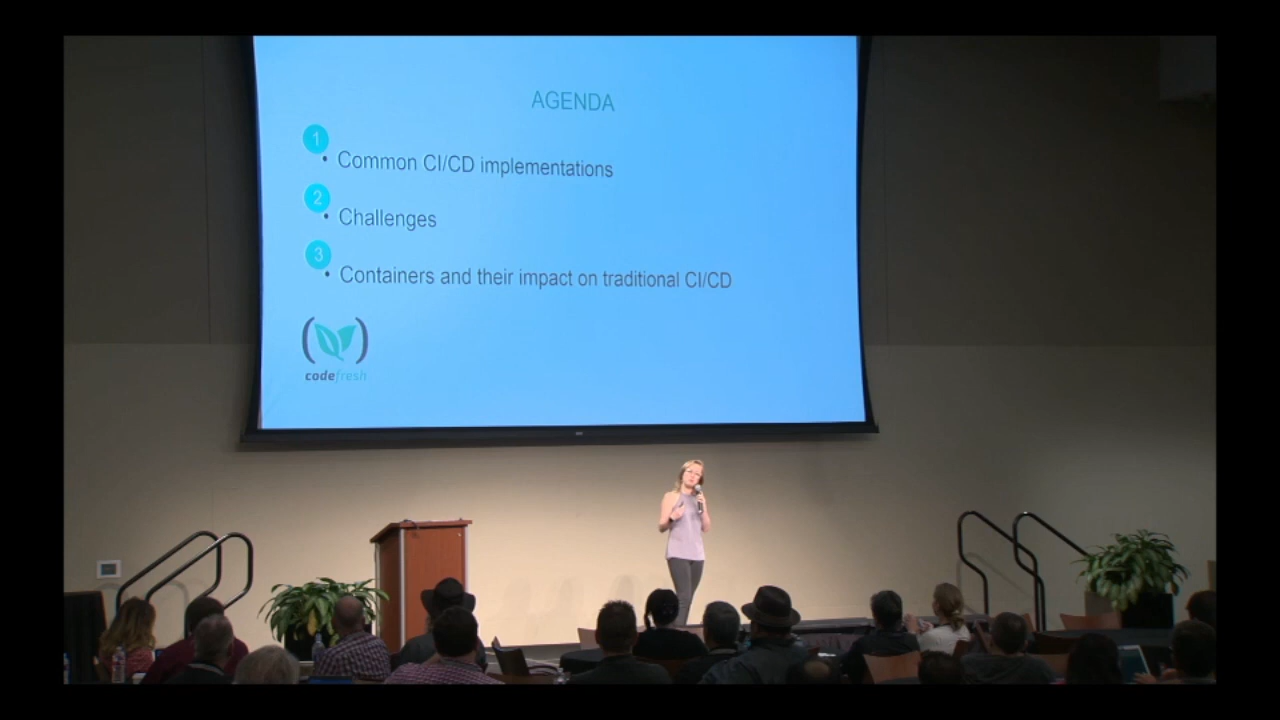 AGENDA
1
• Common CI/CD implementations
2
• Challenges
3
• Containers and their impact on traditional CI/CD
codefresh